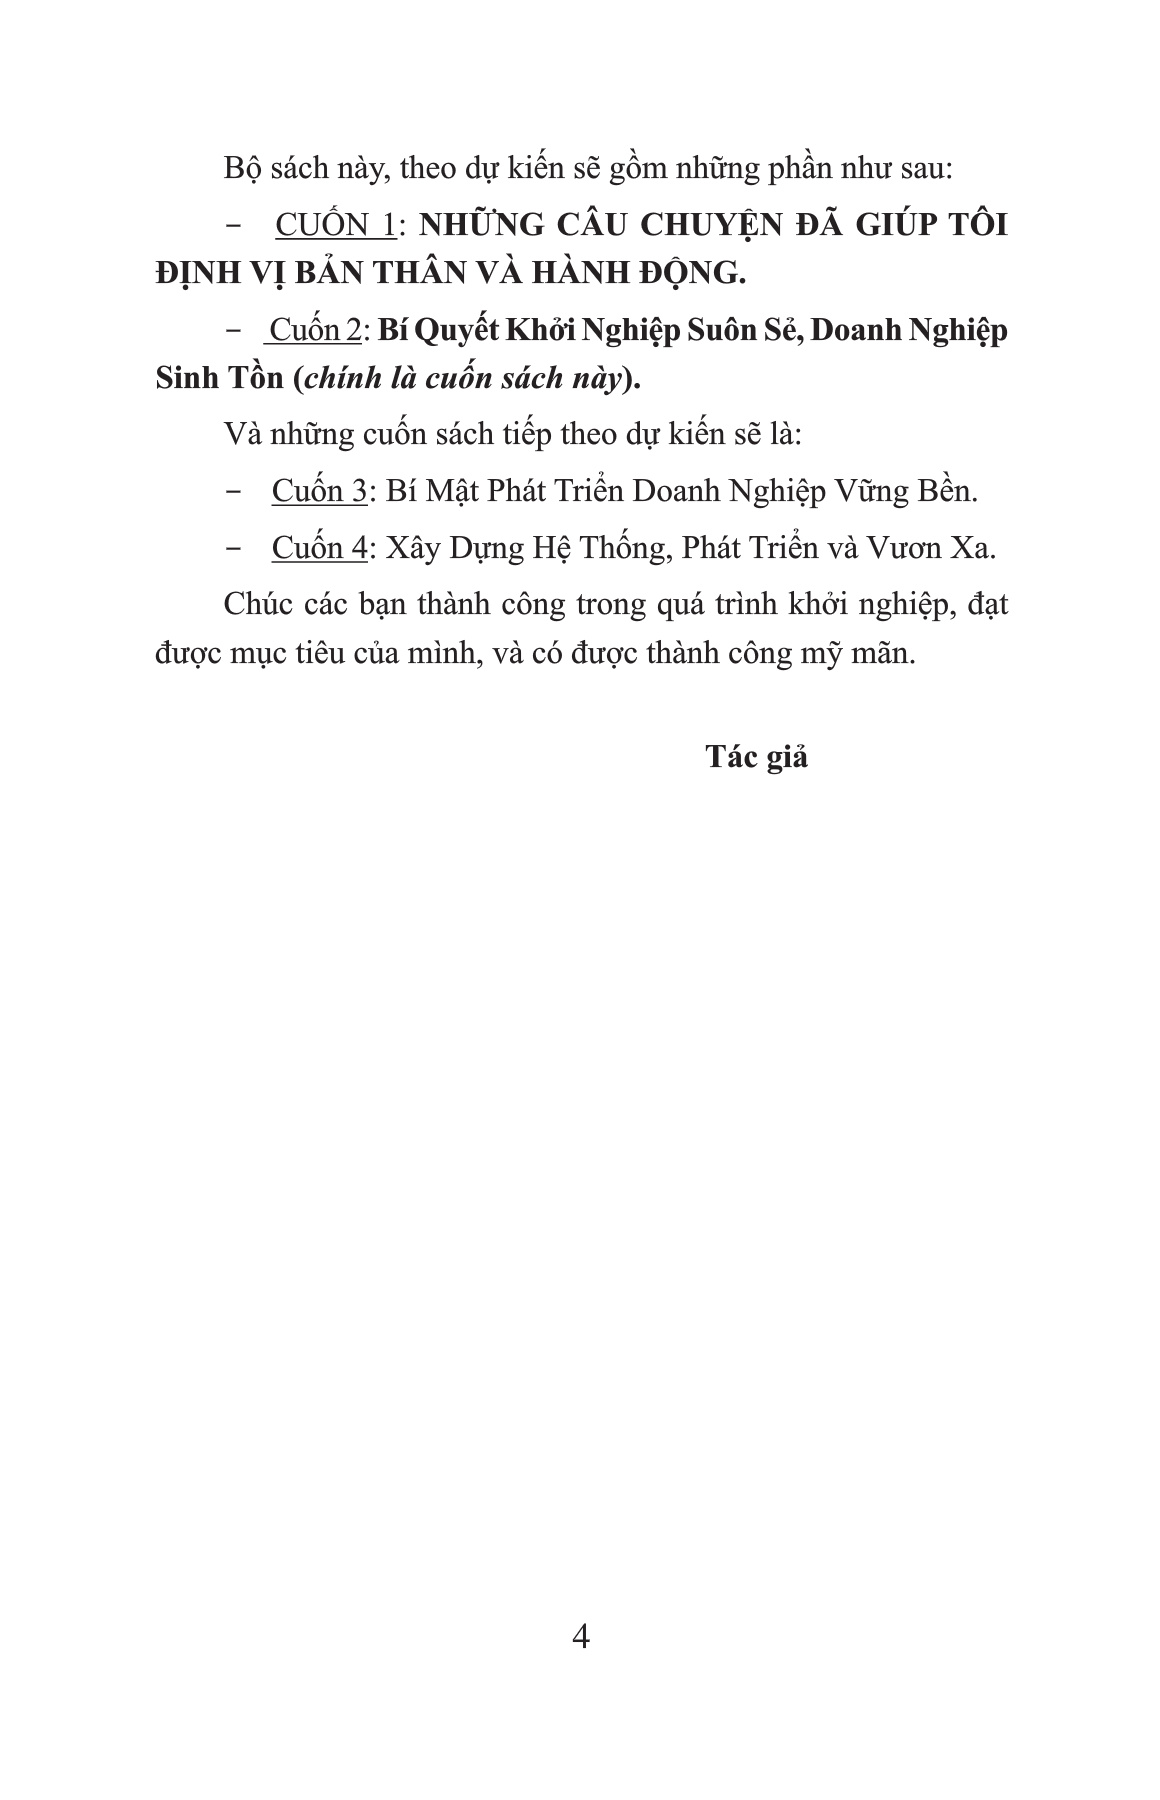 Bộ sách này, theo dự kiến sẽ gồm những phần như sau:
– CUỐN 1: NHỮNG CÂU CHUYỆN ĐÃ GIÚP TÔI
ĐỊNH VỊ BẢN THÂN VÀ HÀNH ĐỘNG.
– Cuốn 2: Bí Quyết Khởi Nghiệp Suôn Sẻ, Doanh Nghiệp
Sinh Tồn (chính là cuốn sách này).
Và những cuốn sách tiếp theo dự kiến sẽ là:
– Cuốn 3: Bí Mật Phát Triển Doanh Nghiệp Vững Bền.
– Cuốn 4: Xây Dựng Hệ Thống, Phát Triển và Vươn Xa.
Chúc các bạn thành công trong quá trình khởi nghiệp, đạt
được mục tiêu của mình, và có được thành công mỹ mãn.
Tác giả
4